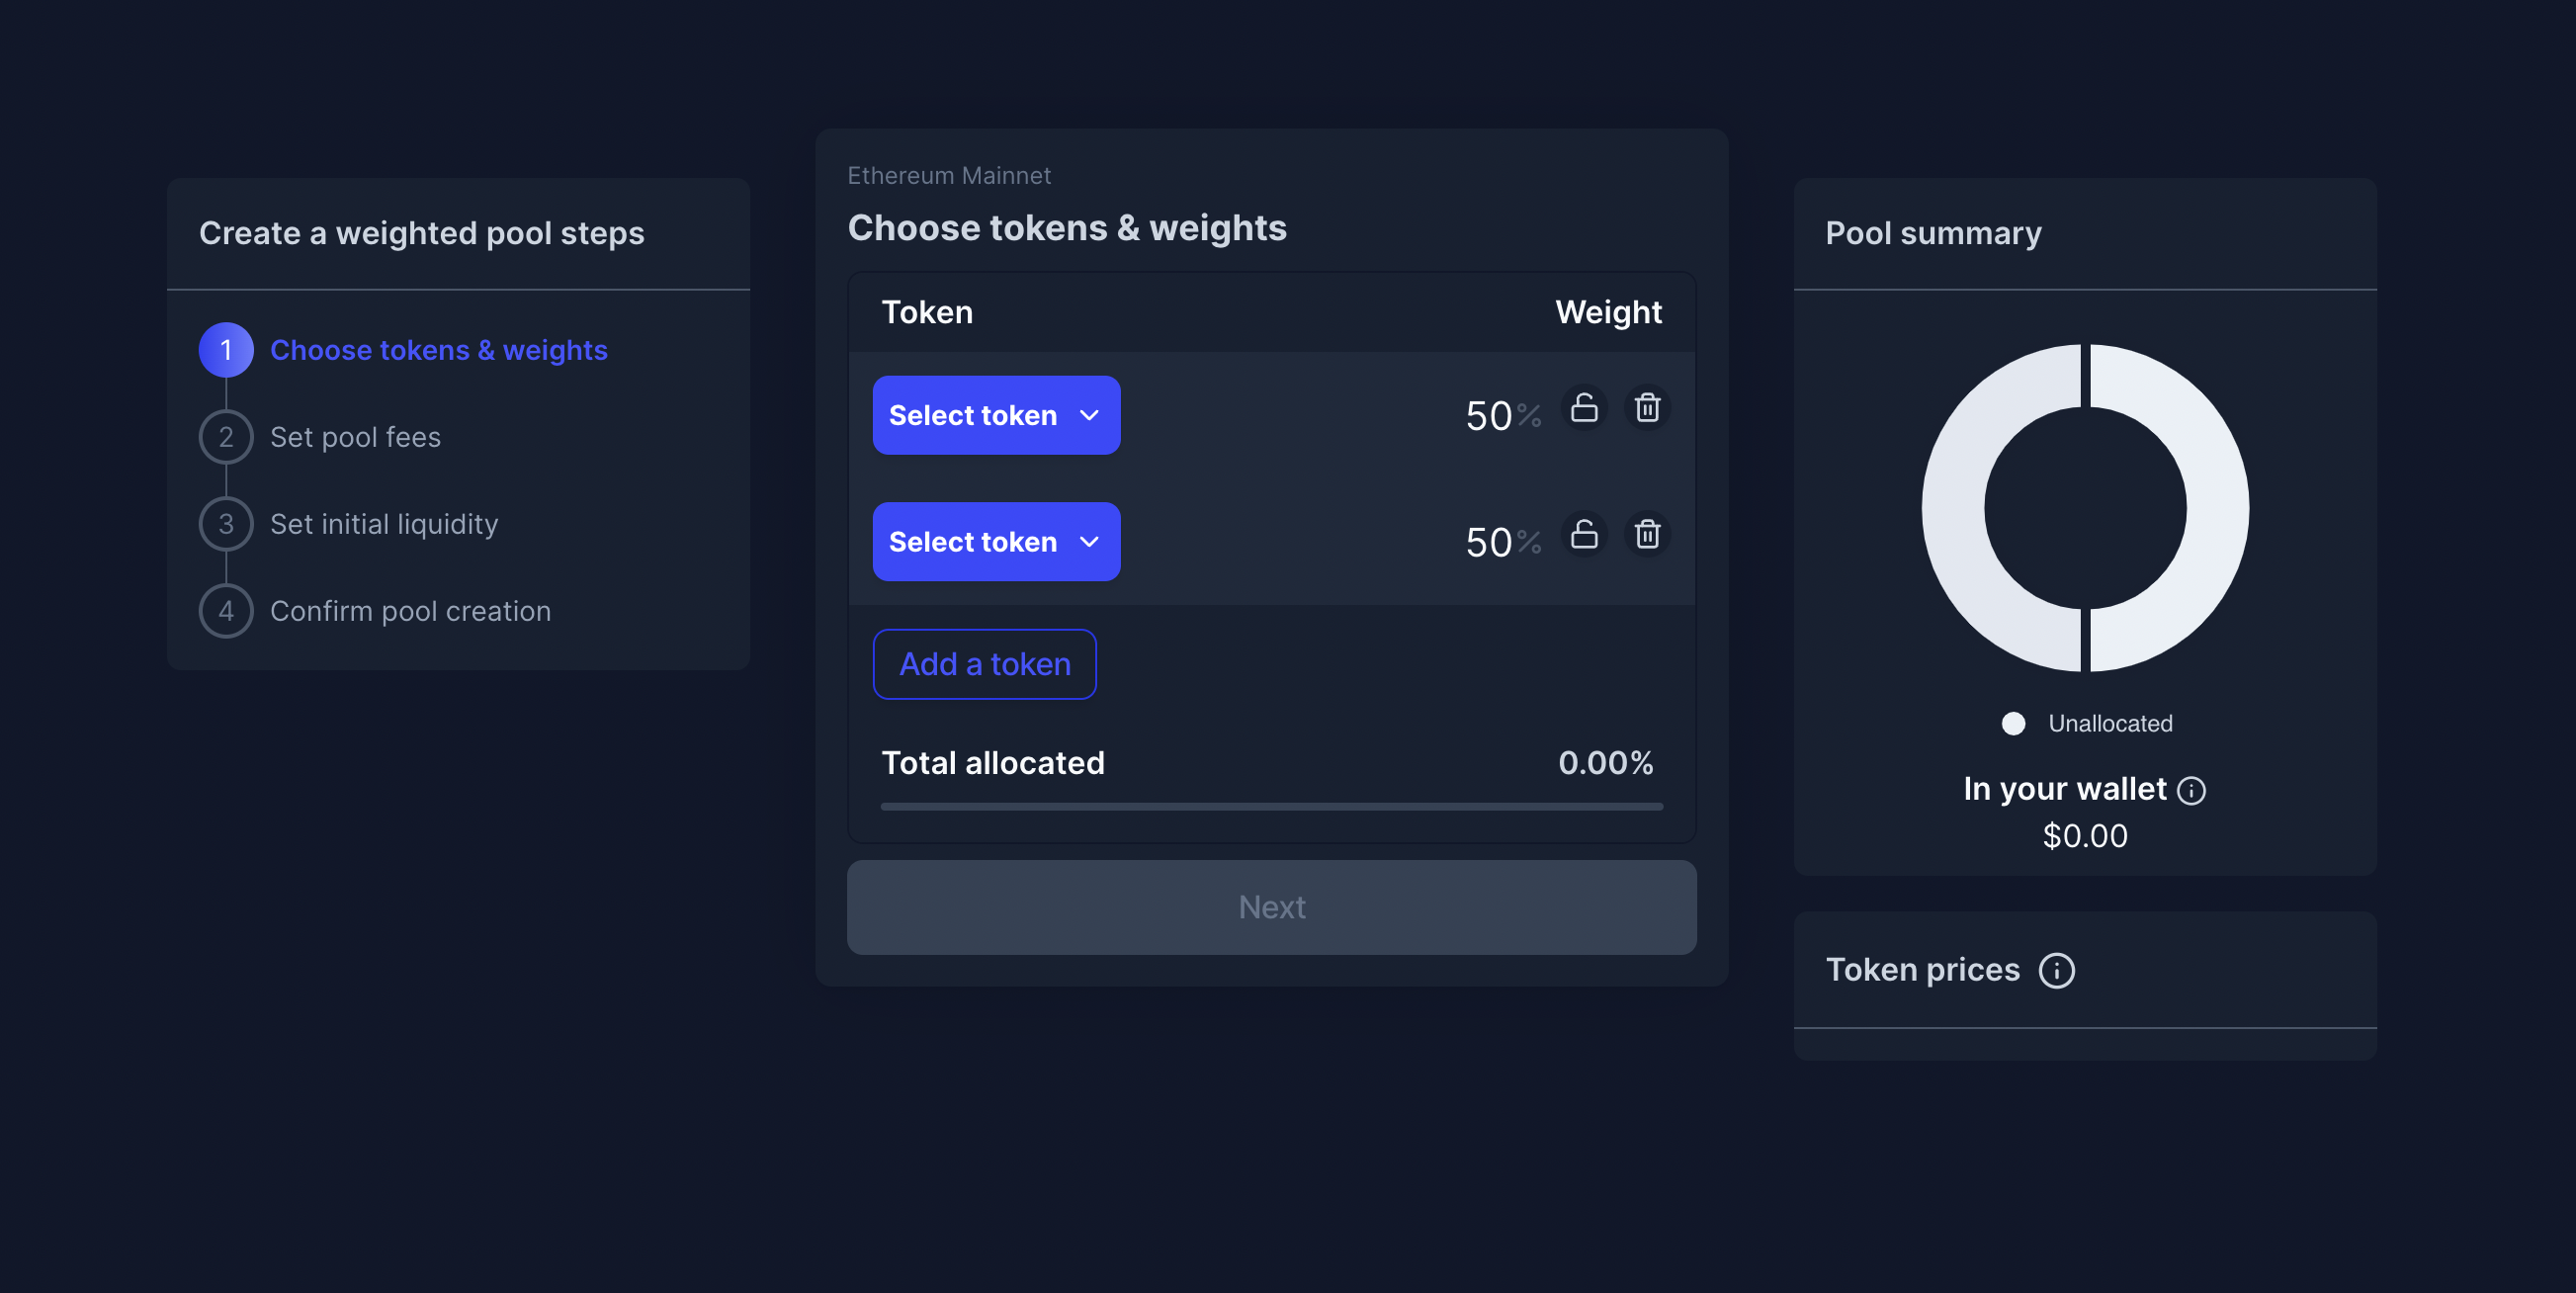 Create a weighted pool steps
1 Choose tokens & weights
2 Set pool fees
3 Set initial liquidity
4 Confirm pool creation
Ethereum Mainnet
Choose tokens & weights
Token Weight
Select token 50%
Select token 50%
Add a token
Total allocated 0.00%
Next
Pool summary
Unallocated
In your wallet
$0.00
Token prices